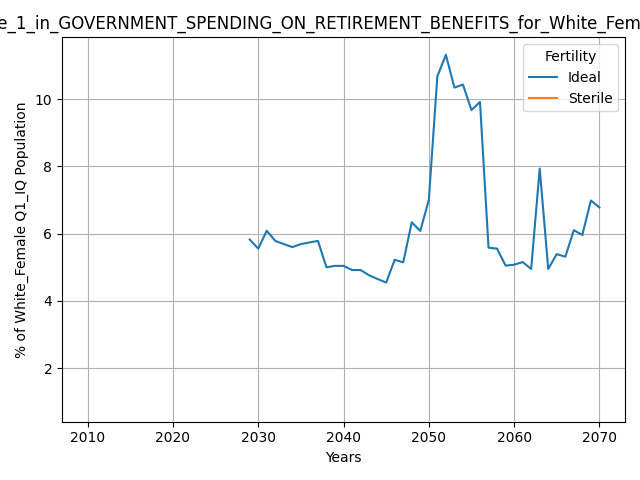 e_1_in_GOVERNMENT_SPENDING_ON_RETIREMENT_BENEFITS_for_White_Fem
Fertility
Ideal
Sterile
% of White_Female Q1_IQ Population
10
8
6
4
2
2010 2020 2030 2040 2050 2060 2070
Years